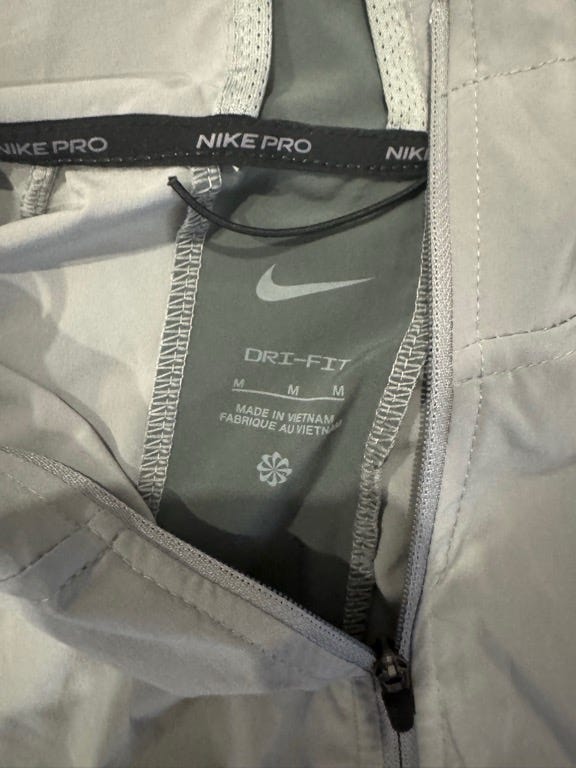 NIKE PRO NIKE PRO NIK
DRI-FIT
M M M
MADE IN VIETNAM
FABRIQUE AU VIETNAM